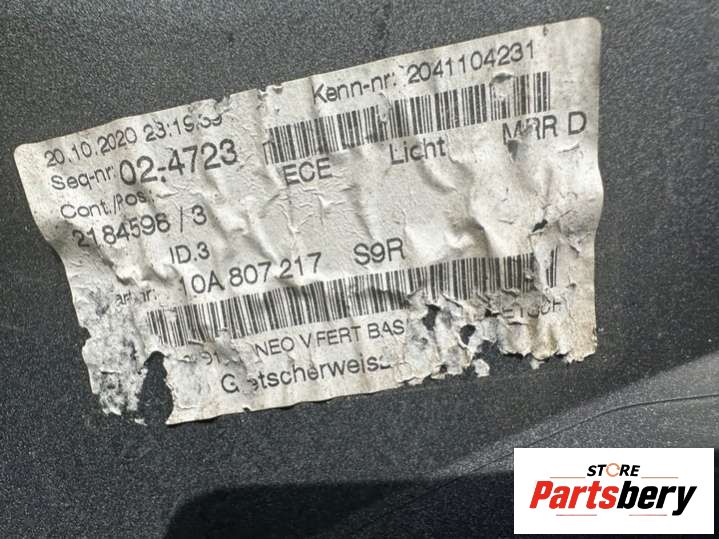 20.10.2020 23:19:39 Kenn-nr: 2041104231
Seq-nr: 02-4723
ECE Licht MRR D
Cont./Pos.:
2184598 / 3
ID.3
10A 807 217 S9R
NEO V FERT BAS
Gletscherweiss
STORE
Partsbery